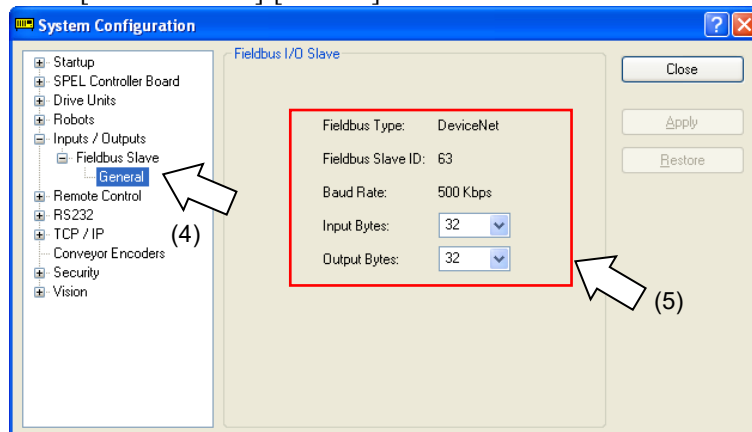 System Configuration
Startup
SPEL Controller Board
Drive Units
Robots
Inputs / Outputs
Fieldbus Slave
General
Remote Control
RS232
TCP / IP
Conveyor Encoders
Security
Vision
(4)
Fieldbus I/O Slave
Fieldbus Type: DeviceNet
Fieldbus Slave ID: 63
Baud Rate: 500 Kbps
Input Bytes: 32
Output Bytes: 32
(5)
Close
Apply
Restore